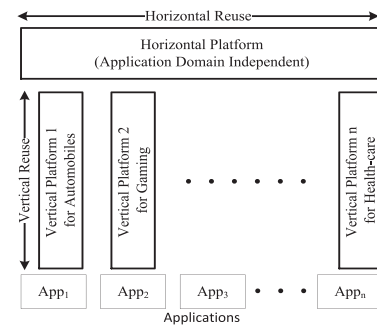 Horizontal Reuse
Horizontal Platform
(Application Domain Independent)
Vertical Reuse
Vertical Platform 1
for Automobiles
Vertical Platform 2
for Gaming
Vertical Platform n
for Health-care
App₁
App₂
App₃
Appₙ
Applications